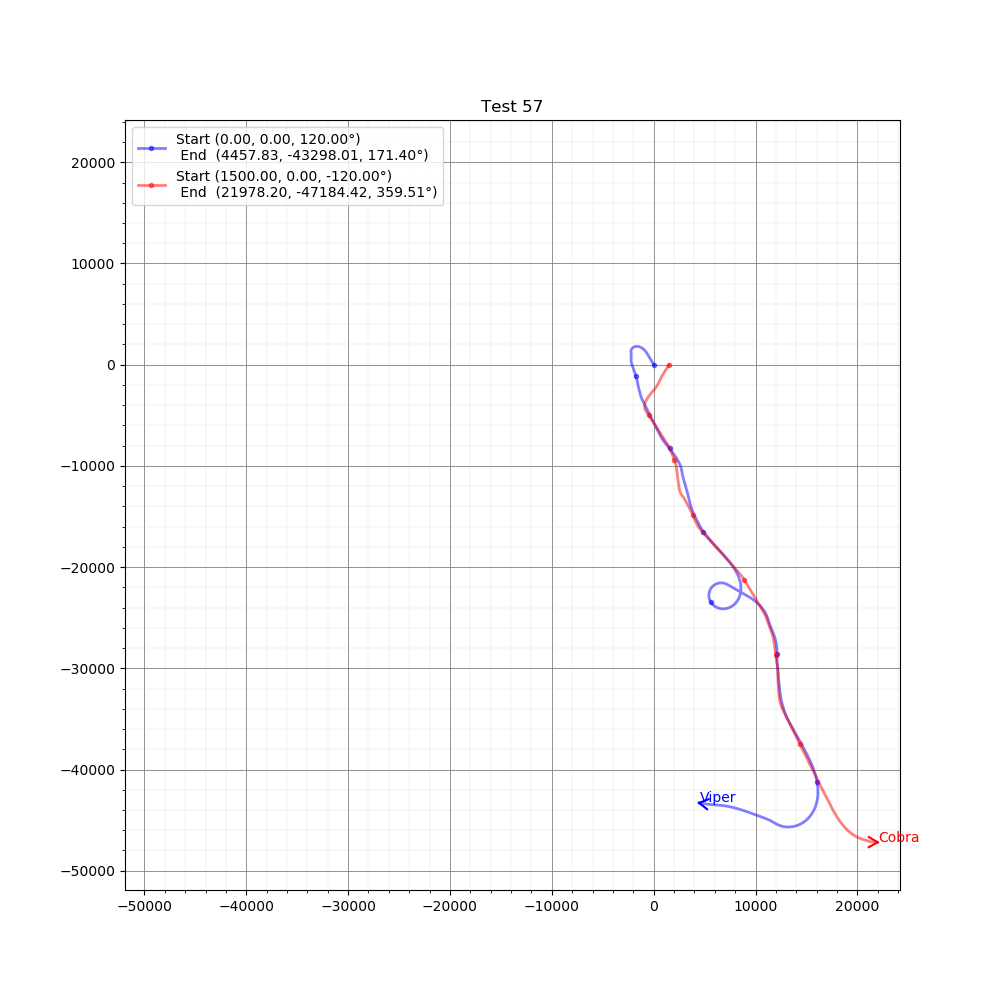 Test 57
Start (0.00, 0.00, 120.00°)
End (4457.83, -43298.01, 171.40°)
Start (1500.00, 0.00, -120.00°)
End (21978.20, -47184.42, 359.51°)
20000
10000
0
−10000
−20000
−30000
−40000
−50000
Viper
Cobra
−50000 −40000 −30000 −20000 −10000 0 10000 20000